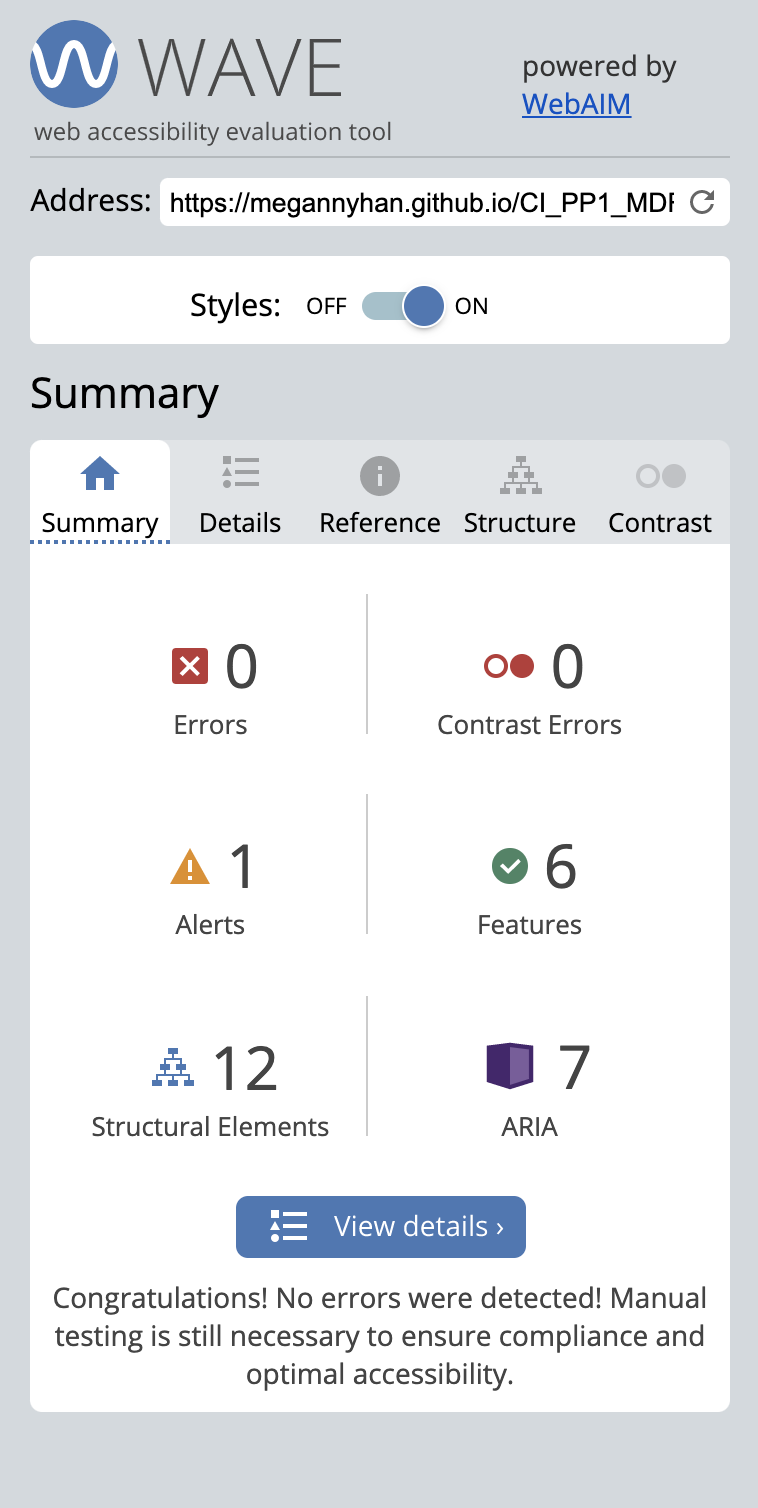 WAVE
powered by
WebAIM
web accessibility evaluation tool
Address: https://megannyhan.github.io/CI_PP1_MDF
Styles: OFF ON
Summary
Summary Details Reference Structure Contrast
0 0
Errors Contrast Errors
1 6
Alerts Features
12 7
Structural Elements ARIA
View details ›
Congratulations! No errors were detected! Manual
testing is still necessary to ensure compliance and
optimal accessibility.